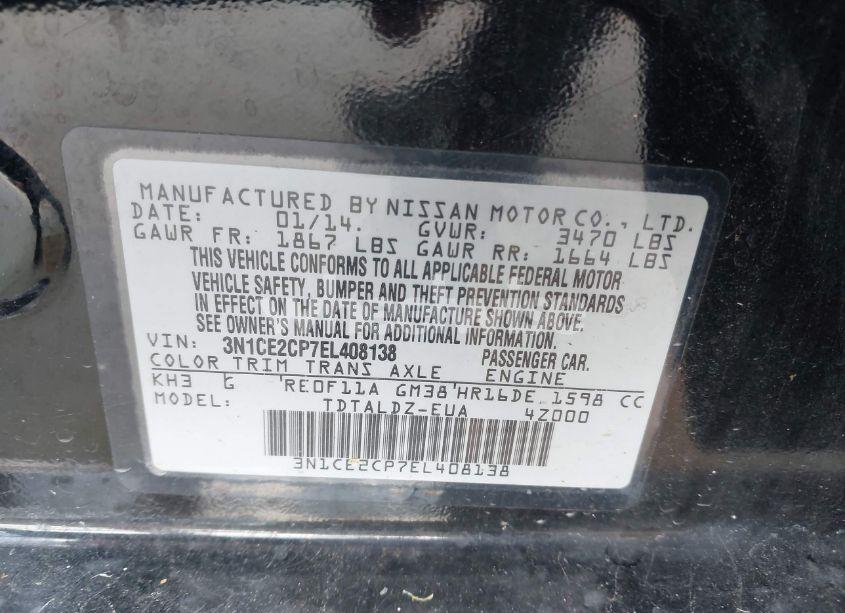 MANUFACTURED BY NISSAN MOTOR CO., LTD.
DATE: 01/14. GVWR: 3470 LBS
GAWR FR: 1867 LBS GAWR RR: 1664 LBS
THIS VEHICLE CONFORMS TO ALL APPLICABLE FEDERAL MOTOR
VEHICLE SAFETY, BUMPER AND THEFT PREVENTION STANDARDS
IN EFFECT ON THE DATE OF MANUFACTURE SHOWN ABOVE.
SEE OWNER'S MANUAL FOR ADDITIONAL INFORMATION.
VIN: 3N1CE2CP7EL408138 PASSENGER CAR.
COLOR TRIM TRANS AXLE ENGINE
KH3 G RE0F11A GM38 HR16DE 1598 CC
MODEL: TDTALDZ-EUA 4Z000
3N1CE2CP7EL408138